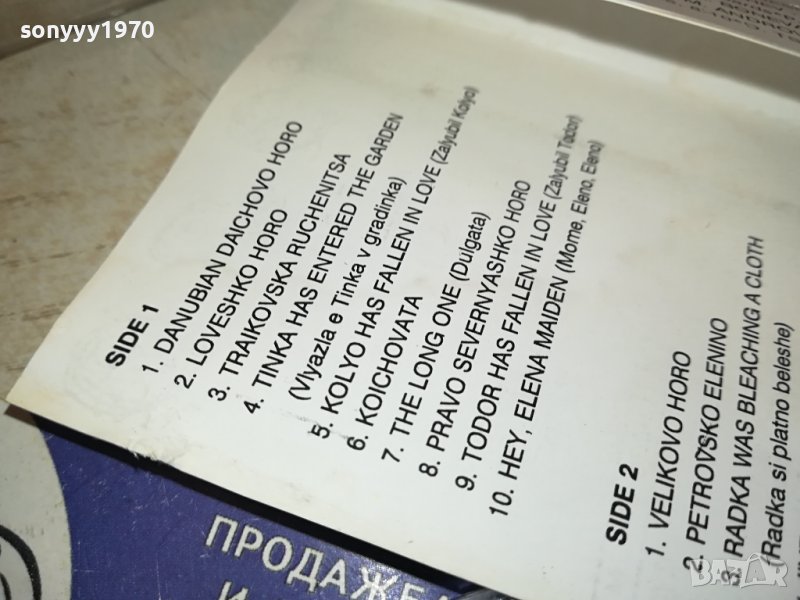 sonyyy1970
SIDE 1
1. DANUBIAN DAICHOVO HORO
2. LOVESHKO HORO
3. TRAIKOVSKA RUCHENITSA
4. TINKA HAS ENTERED THE GARDEN
(Vlyazla e Tinka v gradinka)
5. KOLYO HAS FALLEN IN LOVE (Zalyubil Kolyo)
6. KOICHOVATA
7. THE LONG ONE (Dulgata)
8. PRAVO SEVERNYASHKO HORO
9. TODOR HAS FALLEN IN LOVE (Zalyubil Todor)
10. HEY, ELENA MAIDEN (Mome, Eleno, Eleno)
SIDE 2
1. VELIKOVO HORO
2. PETROVSKO ELENINO
3. RADKA WAS BLEACHING A CLOTH
(Radka si platno beleshe)
ПРОДАЖБ
И
BAZAR